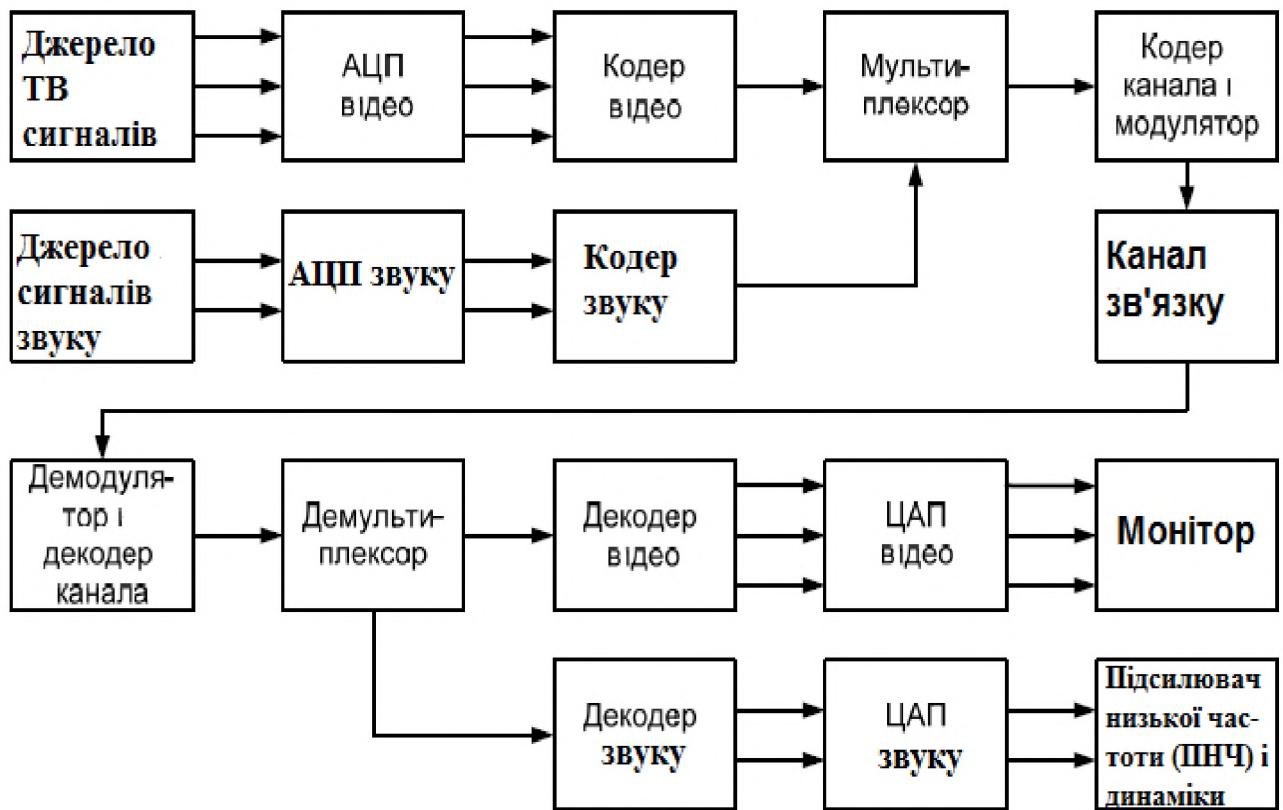 Джерело
ТВ
сигналів
АЦП
відео
Кодер
відео
Мульти-
плексор
Кодер
канала і
модулятор
Джерело
сигналів
звуку
АЦП звуку
Кодер
звуку
Канал
зв'язку
Демодуля-
тор і
декодер
канала
Демульти-
плексор
Декодер
відео
ЦАП
відео
Монітор
Декодер
звуку
ЦАП
звуку
Підсилювач
низької час-
тоти (ПНЧ) і
динаміки